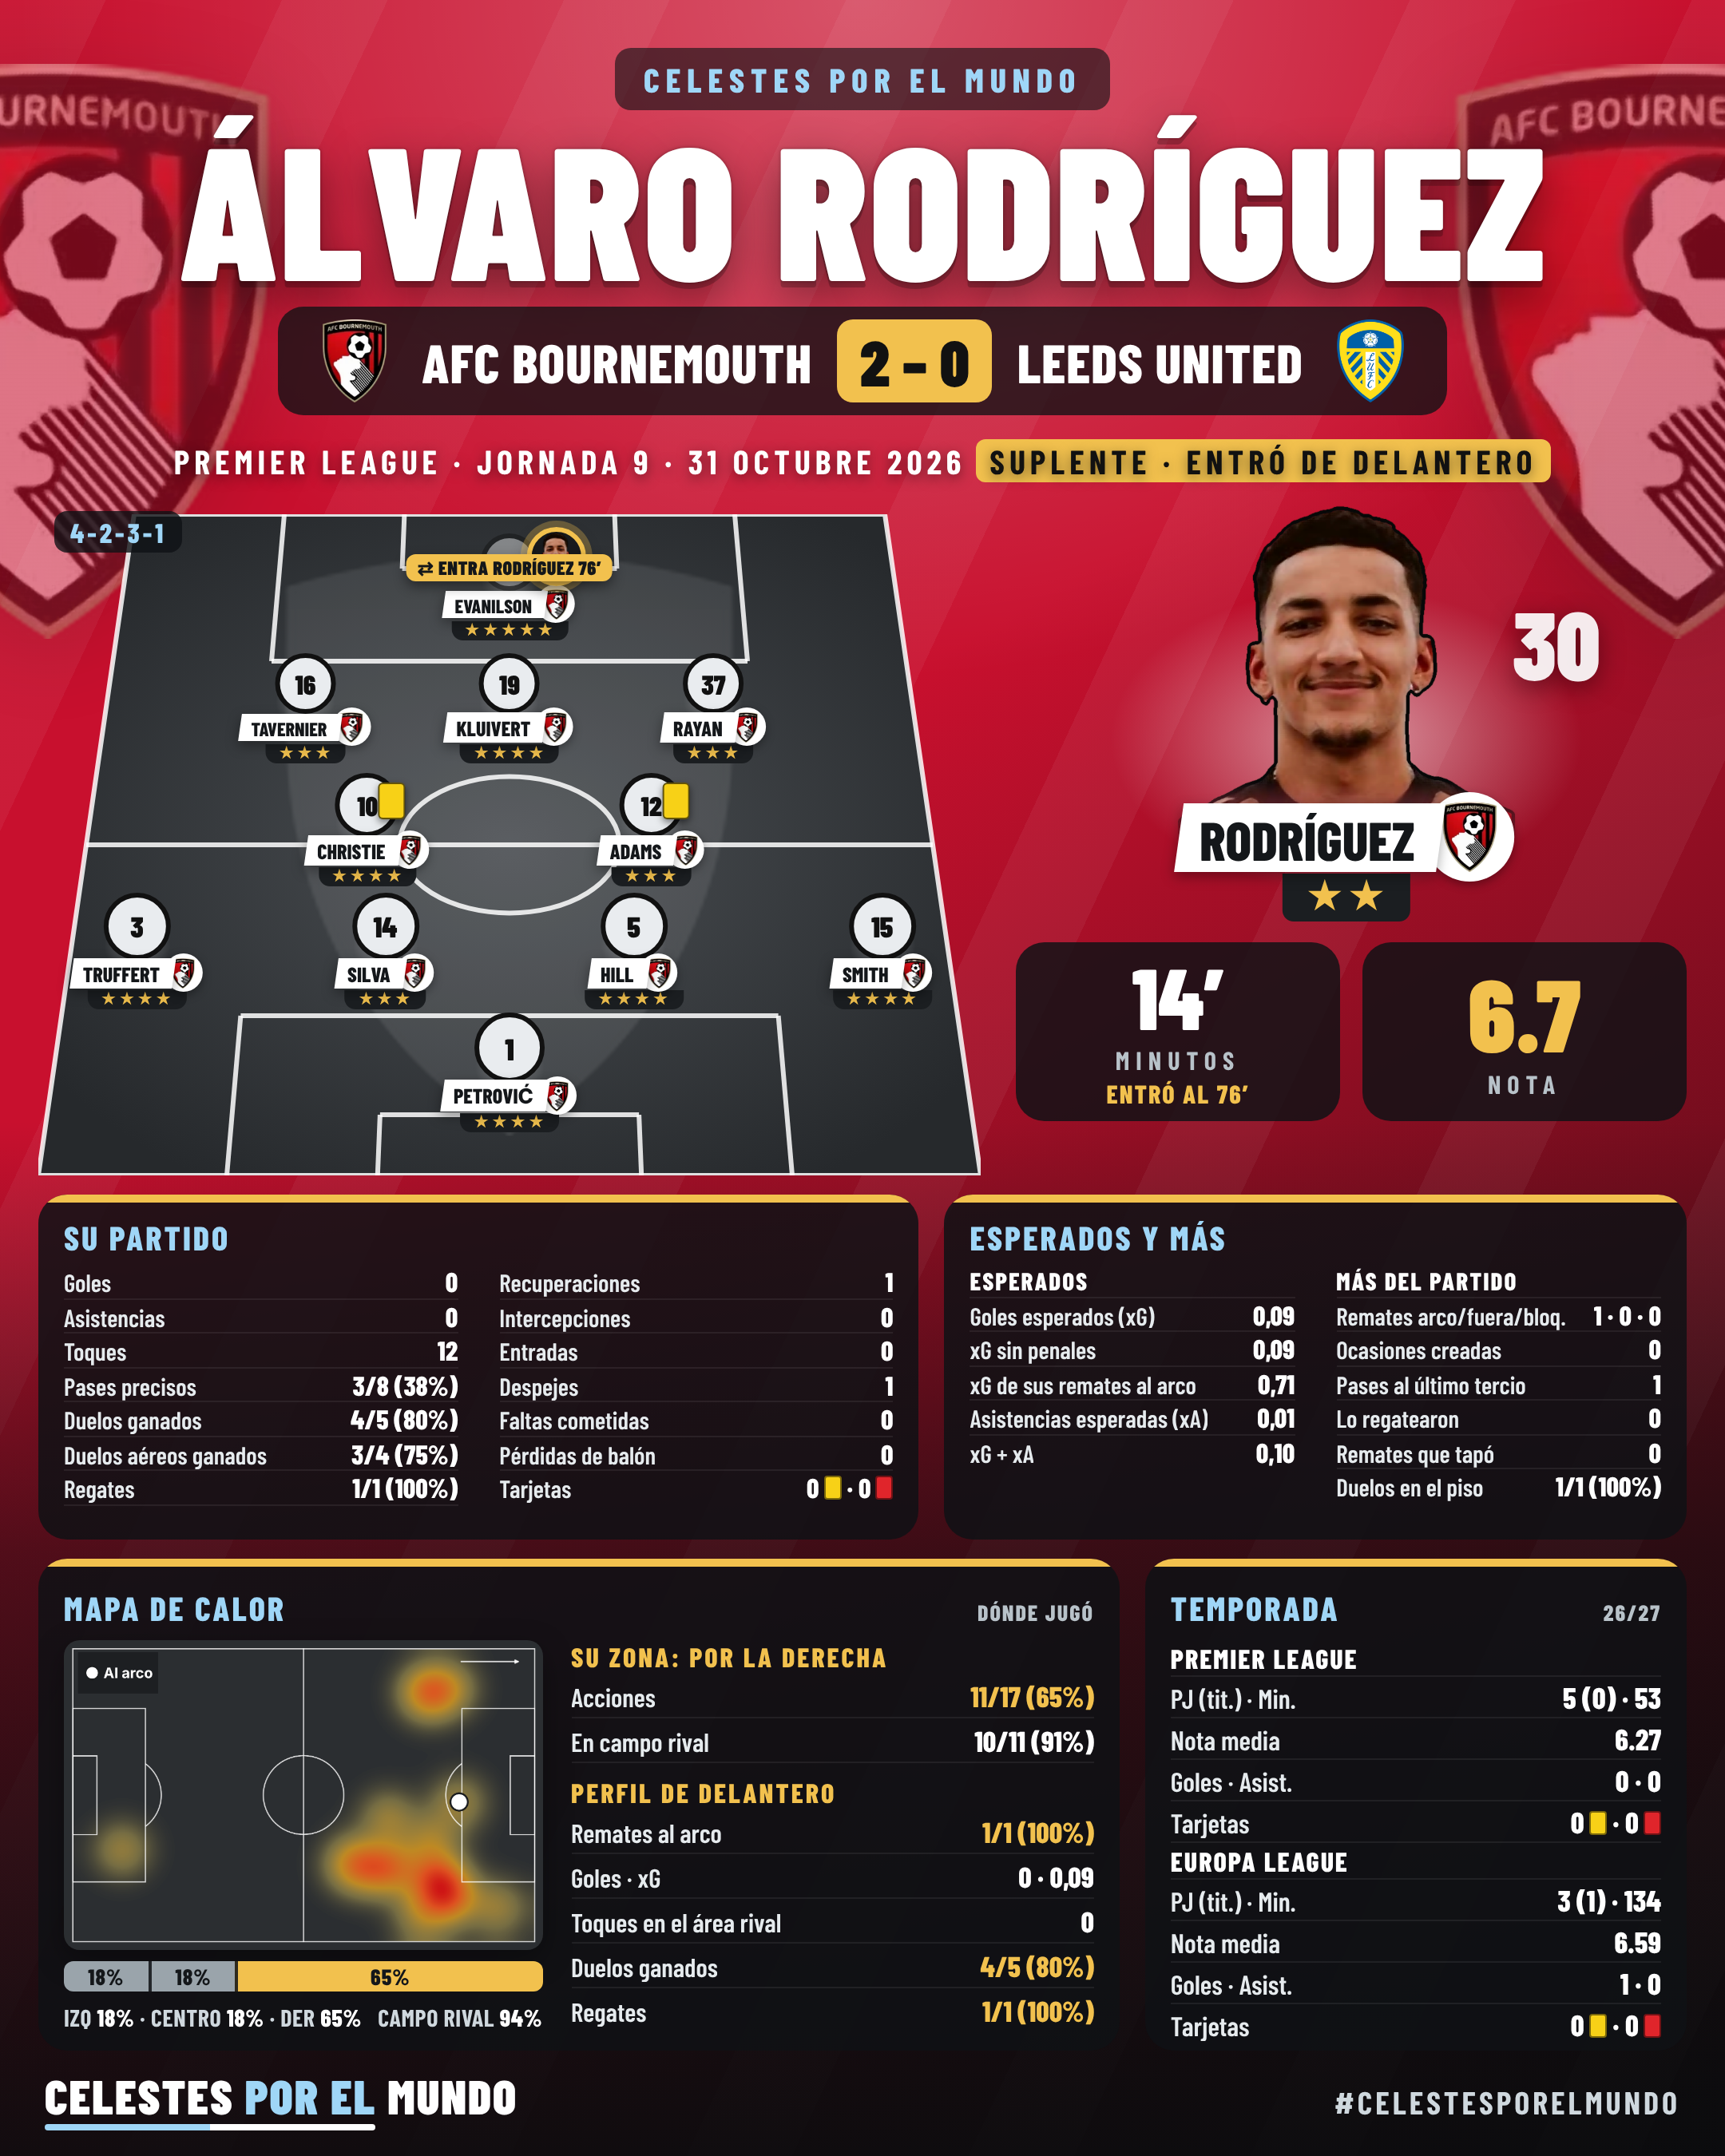 CELESTES POR EL MUNDO
ÁLVARO RODRÍGUEZ
AFC BOURNEMOUTH 2 - 0 LEEDS UNITED
PREMIER LEAGUE · JORNADA 9 · 31 OCTUBRE 2026 SUPLENTE · ENTRÓ DE DELANTERO
4-2-3-1
⇄ ENTRA RODRÍGUEZ 76'
EVANILSON
★★★★★
16 19 37
TAVERNIER KLUIVERT RAYAN
★★★ ★★★★ ★★★
10 12
CHRISTIE ADAMS
★★★★ ★★★
3 14 5 15
TRUFFERT SILVA HILL SMITH
★★★★ ★★★ ★★★★ ★★★★
1
PETROVIĆ
★★★★
30
RODRÍGUEZ
★★
14'
MINUTOS
ENTRÓ AL 76'
6.7
NOTA
SU PARTIDO
Goles 0
Asistencias 0
Toques 12
Pases precisos 3/8 (38%)
Duelos ganados 4/5 (80%)
Duelos aéreos ganados 3/4 (75%)
Regates 1/1 (100%)
Recuperaciones 1
Intercepciones 0
Entradas 0
Despejes 1
Faltas cometidas 0
Pérdidas de balón 0
Tarjetas 0 · 0
ESPERADOS Y MÁS
ESPERADOS
Goles esperados (xG) 0,09
xG sin penales 0,09
xG de sus remates al arco 0,71
Asistencias esperadas (xA) 0,01
xG + xA 0,10
MÁS DEL PARTIDO
Remates arco/fuera/bloq. 1 · 0 · 0
Ocasiones creadas 0
Pases al último tercio 1
Lo regatearon 0
Remates que tapó 0
Duelos en el piso 1/1 (100%)
MAPA DE CALOR DÓNDE JUGÓ
Al arco
18% 18% 65%
IZQ 18% · CENTRO 18% · DER 65% CAMPO RIVAL 94%
SU ZONA: POR LA DERECHA
Acciones 11/17 (65%)
En campo rival 10/11 (91%)
PERFIL DE DELANTERO
Remates al arco 1/1 (100%)
Goles · xG 0 · 0,09
Toques en el área rival 0
Duelos ganados 4/5 (80%)
Regates 1/1 (100%)
TEMPORADA 26/27
PREMIER LEAGUE
PJ (tit.) · Min. 5 (0) · 53
Nota media 6.27
Goles · Asist. 0 · 0
Tarjetas 0 · 0
EUROPA LEAGUE
PJ (tit.) · Min. 3 (1) · 134
Nota media 6.59
Goles · Asist. 1 · 0
Tarjetas 0 · 0
CELESTES POR EL MUNDO
#CELESTESPORELMUNDO